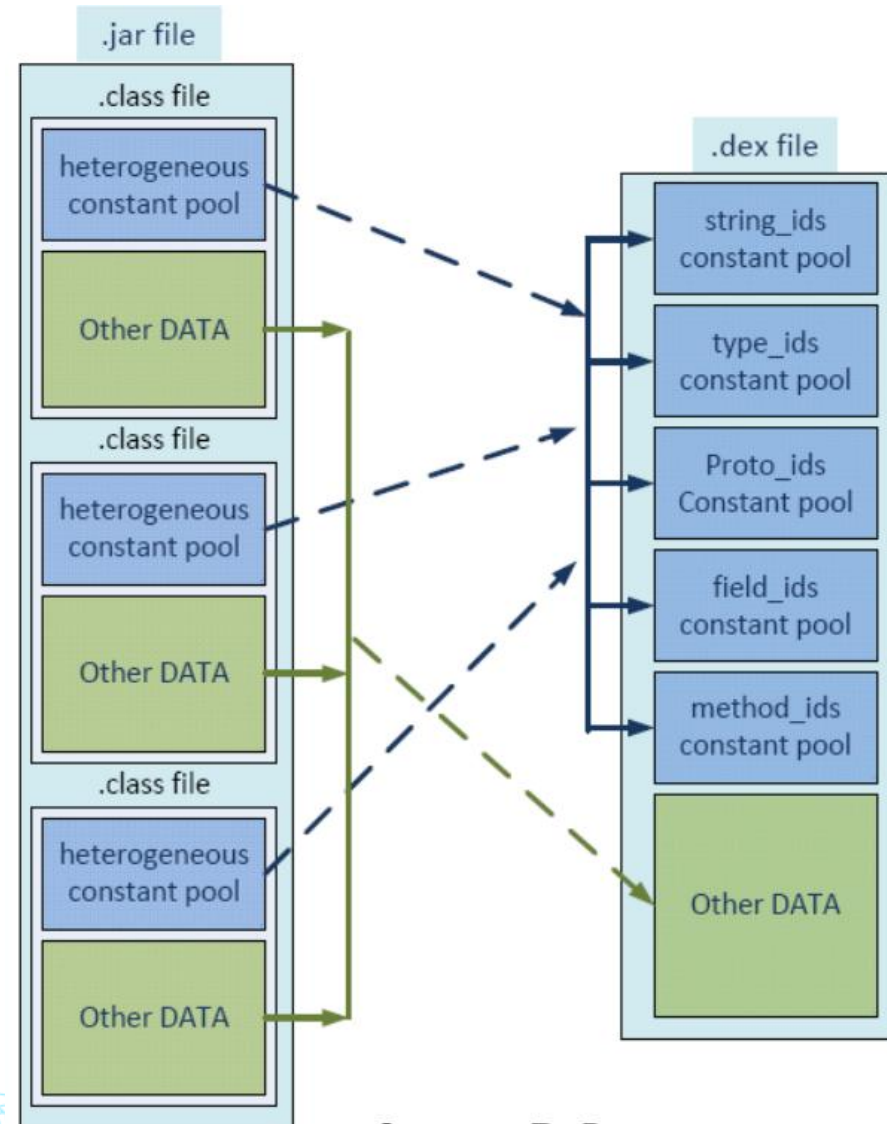 .jar file
.class file
heterogeneous
constant pool
Other DATA
.class file
heterogeneous
constant pool
Other DATA
.class file
heterogeneous
constant pool
Other DATA
.dex file
string_ids
constant pool
type_ids
constant pool
Proto_ids
Constant pool
field_ids
constant pool
method_ids
constant pool
Other DATA